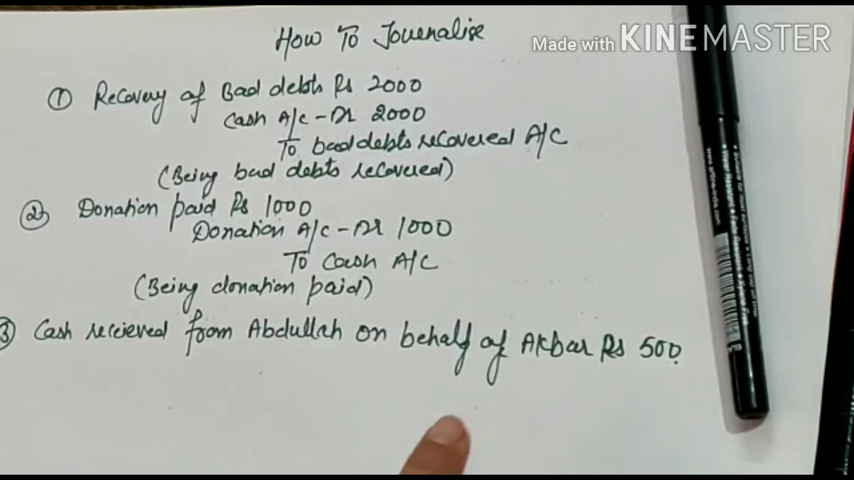 How To Journalise
Made with KINEMASTER
① Recovery of Bad debts Rs 2000
Cash A/c - Dr 2000
To bad debts recovered A/c
(Being bad debts recovered)
② Donation paid Rs 1000
Donation A/c - Dr 1000
To Cash A/c
(Being donation paid)
③ Cash recieved from Abdullah on behalf of Akbar Rs 500.